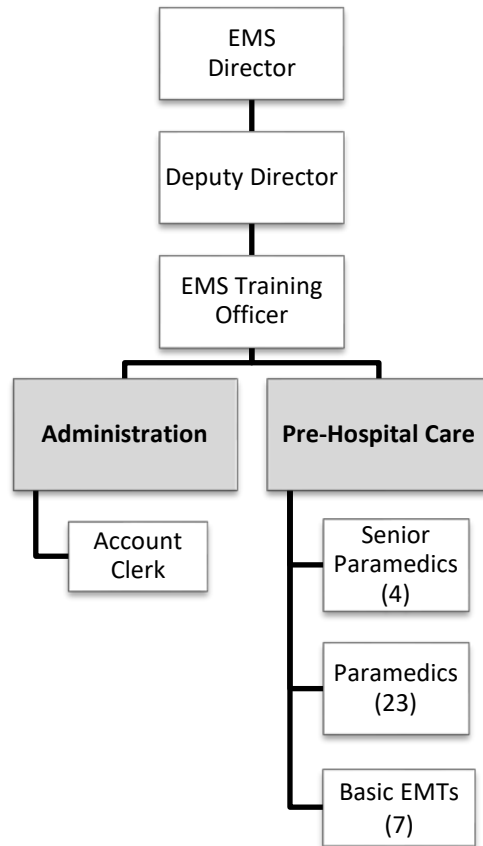 EMS
Director
Deputy Director
EMS Training
Officer
Administration
Pre-Hospital Care
Account
Clerk
Senior
Paramedics
(4)
Paramedics
(23)
Basic EMTs
(7)